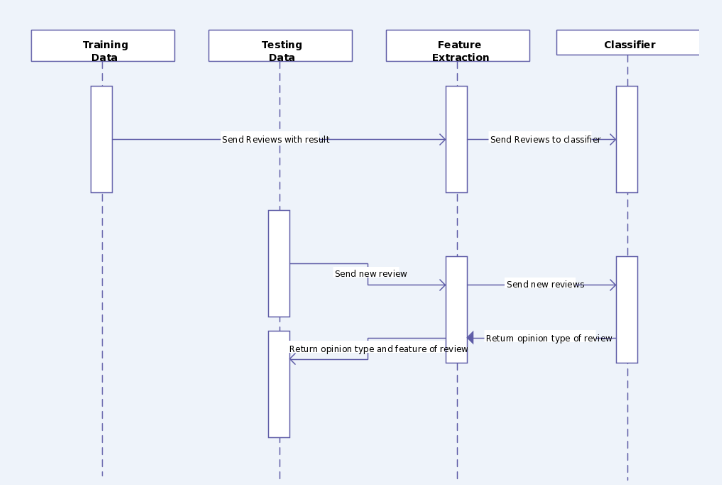 Training
Data
Testing
Data
Feature
Extraction
Classifier
Send Reviews with result
Send Reviews to classifier
Send new review
Send new reviews
Return opinion type of review
Return opinion type and feature of review